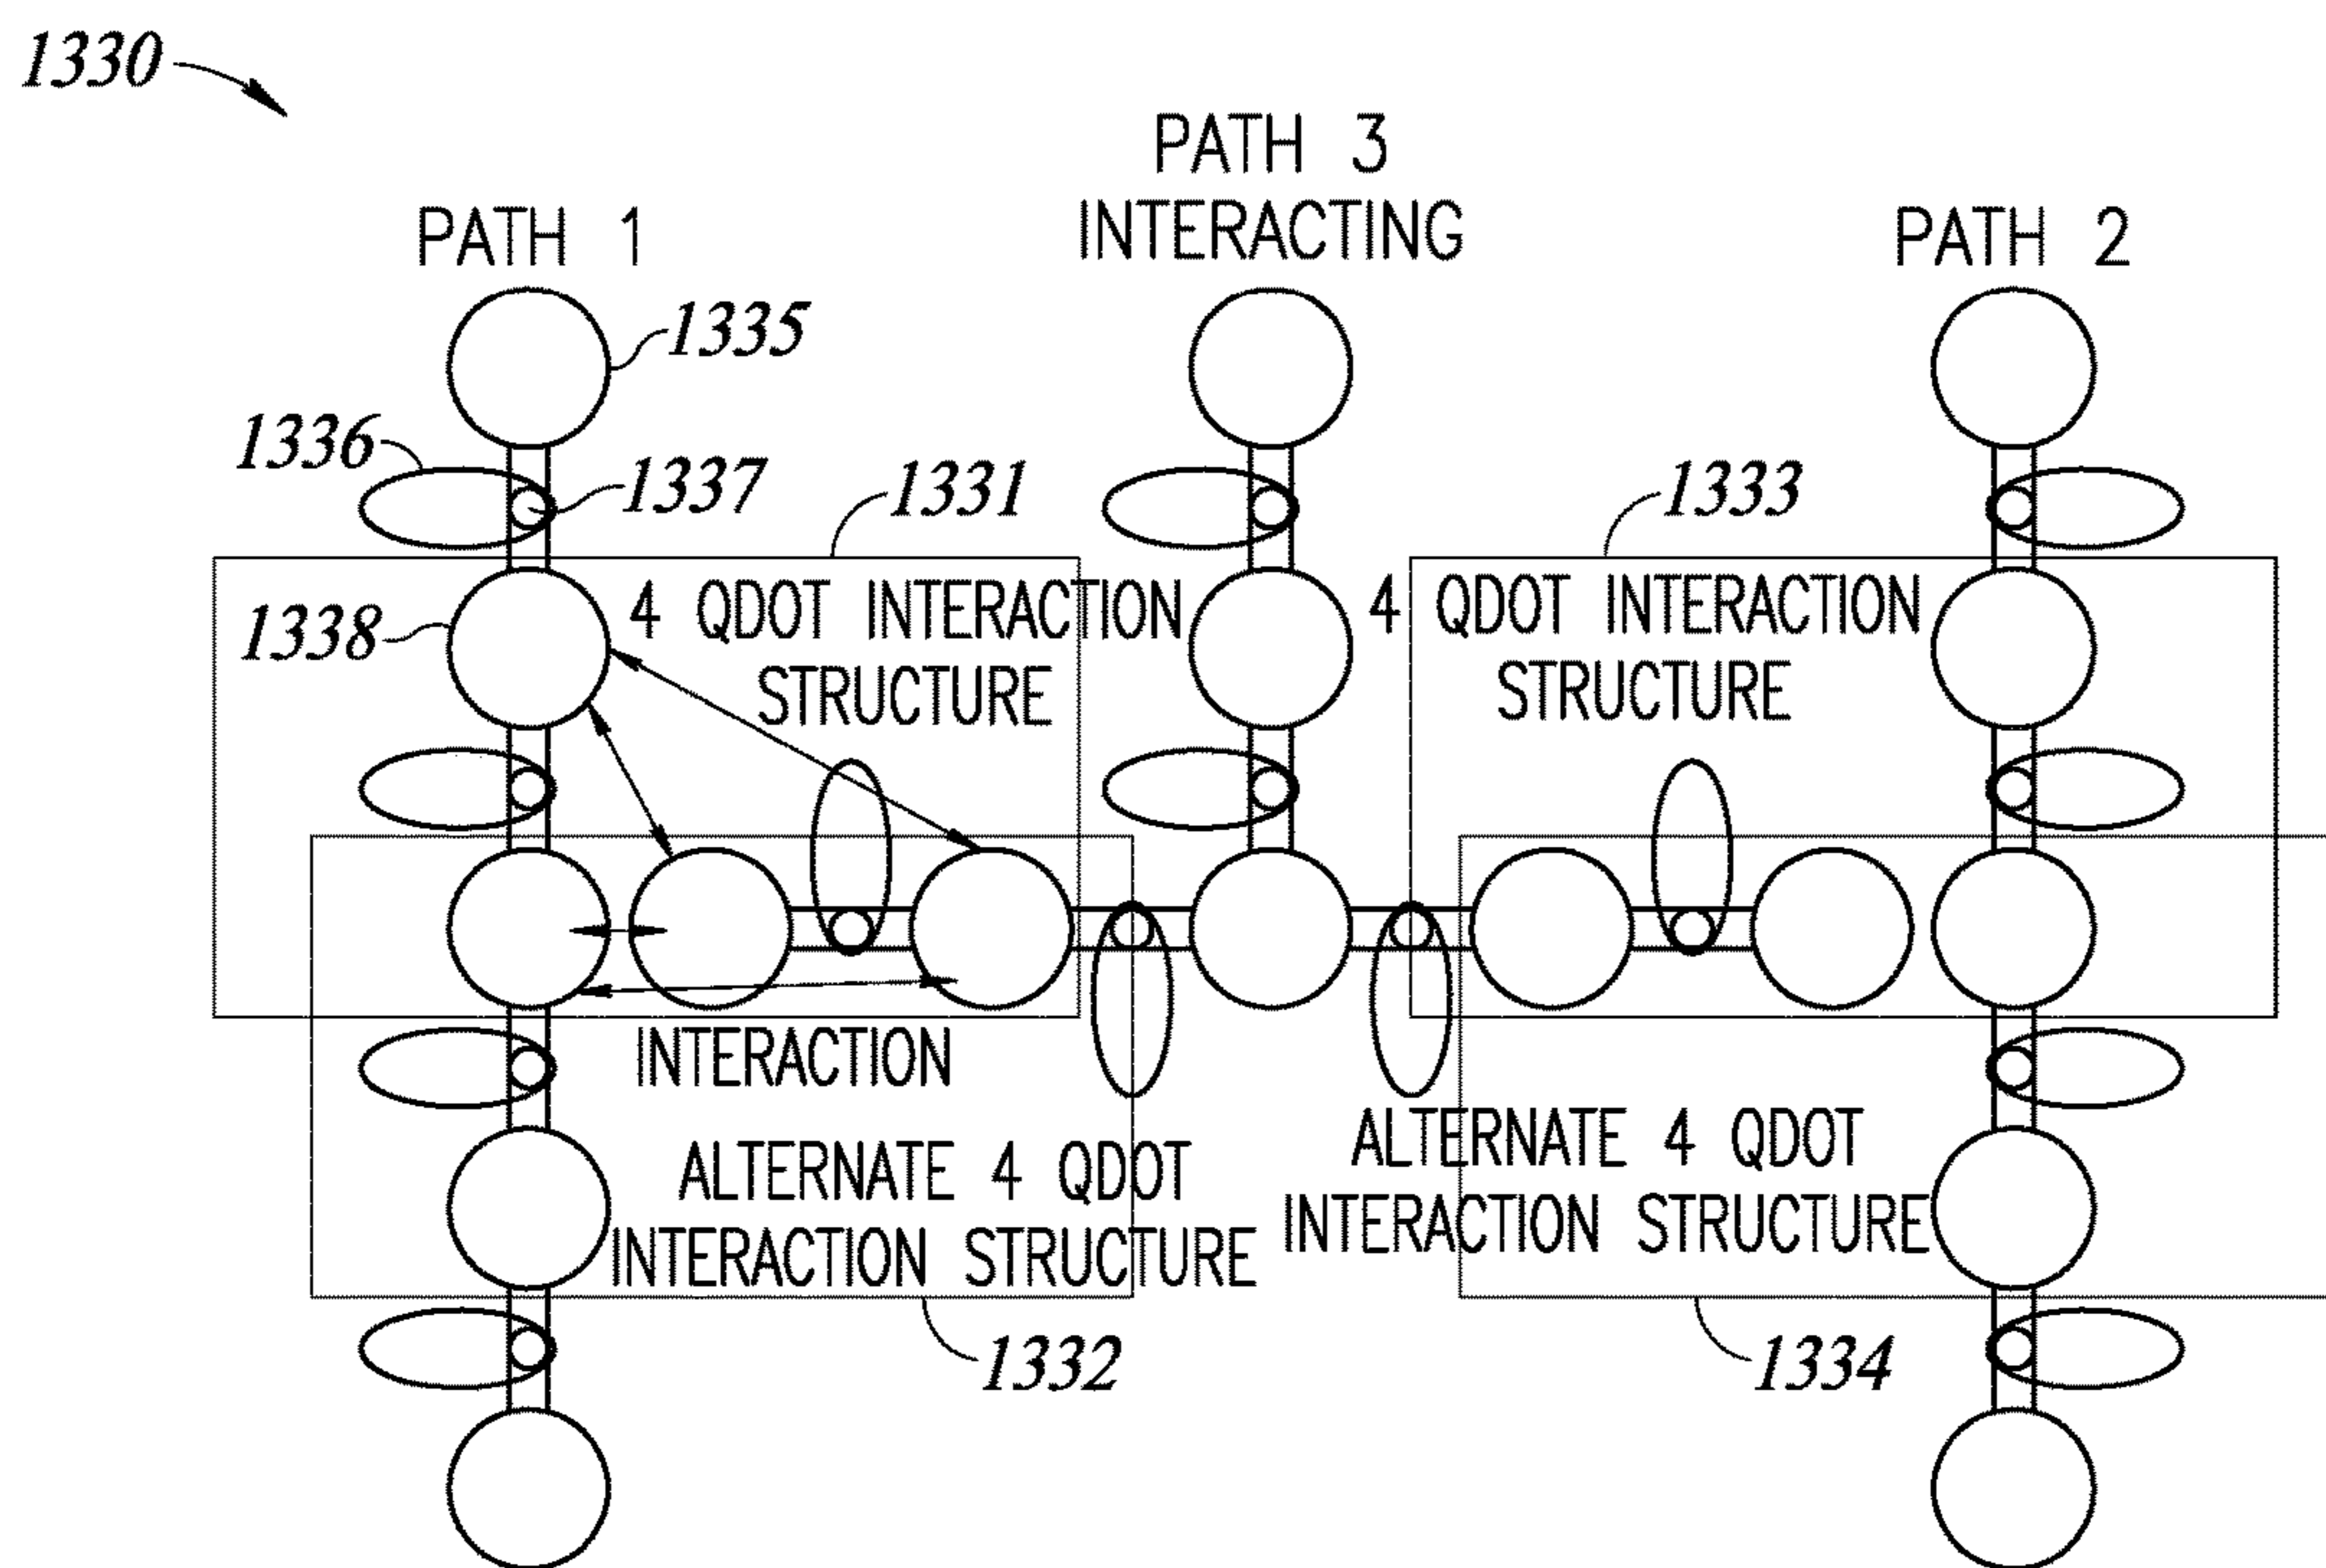 1330
PATH 3
INTERACTING
PATH 1
PATH 2
1335
1336
1337
1331
1333
1338
4 QDOT INTERACTION
STRUCTURE
4 QDOT INTERACTION
STRUCTURE
INTERACTION
ALTERNATE 4 QDOT
INTERACTION STRUCTURE
ALTERNATE 4 QDOT
INTERACTION STRUCTURE
1332
1334